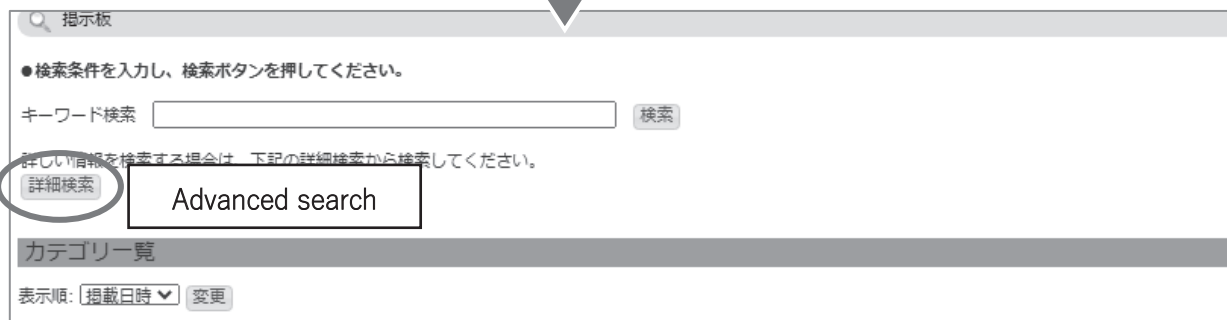 掲示板
●検索条件を入力し、検索ボタンを押してください。
キーワード検索 検索
詳しい情報を検索する場合は、下記の詳細検索から検索してください。
詳細検索
Advanced search
カテゴリ一覧
表示順: 掲載日時 変更